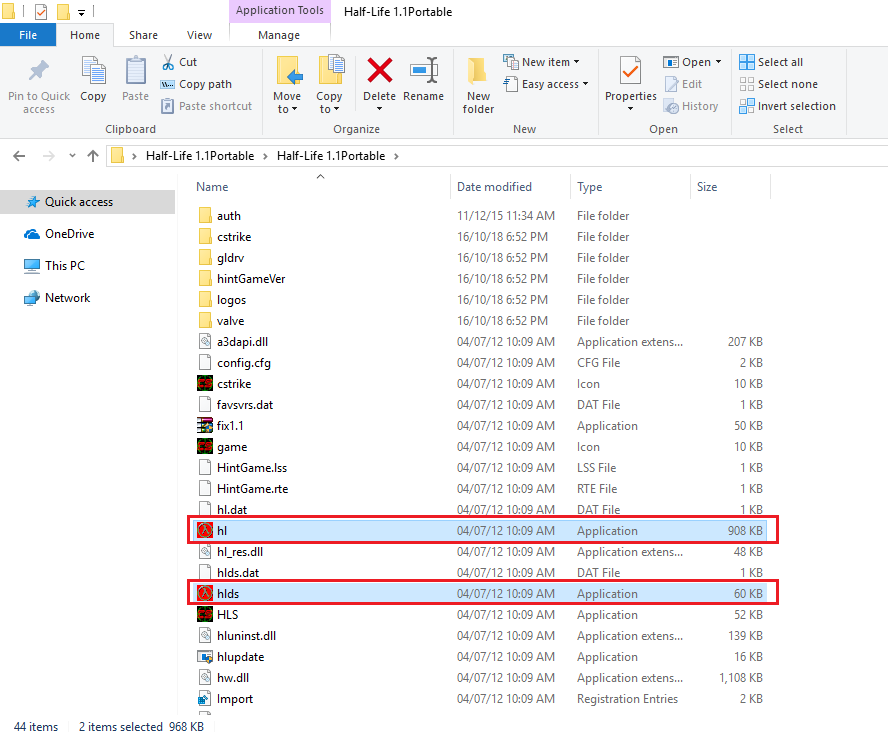 Application Tools Half-Life 1.1Portable
File Home Share View Manage
Pin to Quick access
Copy
Paste
Cut
Copy path
Paste shortcut
Clipboard
Move to
Copy to
Delete
Rename
Organize
New folder
New item
Easy access
New
Properties
Open
Edit
History
Open
Select all
Select none
Invert selection
Select
Half-Life 1.1Portable Half-Life 1.1Portable
Quick access
OneDrive
This PC
Network
Name Date modified Type Size
auth 11/12/15 11:34 AM File folder
cstrike 16/10/18 6:52 PM File folder
gldrv 16/10/18 6:52 PM File folder
hintGameVer 16/10/18 6:52 PM File folder
logos 16/10/18 6:52 PM File folder
valve 16/10/18 6:52 PM File folder
a3dapi.dll 04/07/12 10:09 AM Application extens... 207 KB
config.cfg 04/07/12 10:09 AM CFG File 2 KB
cstrike 04/07/12 10:09 AM Icon 10 KB
favsvrs.dat 04/07/12 10:09 AM DAT File 1 KB
fix1.1 04/07/12 10:09 AM Application 50 KB
game 04/07/12 10:09 AM Icon 10 KB
HintGame.lss 04/07/12 10:09 AM LSS File 1 KB
HintGame.rte 04/07/12 10:09 AM RTE File 1 KB
hl.dat 04/07/12 10:09 AM DAT File 1 KB
hl 04/07/12 10:09 AM Application 908 KB
hl_res.dll 04/07/12 10:09 AM Application extens... 48 KB
hlds.dat 04/07/12 10:09 AM DAT File 1 KB
hlds 04/07/12 10:09 AM Application 60 KB
HLS 04/07/12 10:09 AM Application 52 KB
hluninst.dll 04/07/12 10:09 AM Application extens... 139 KB
hlupdate 04/07/12 10:09 AM Application 16 KB
hw.dll 04/07/12 10:09 AM Application extens... 1,108 KB
Import 04/07/12 10:09 AM Registration Entries 2 KB
44 items 2 items selected 968 KB